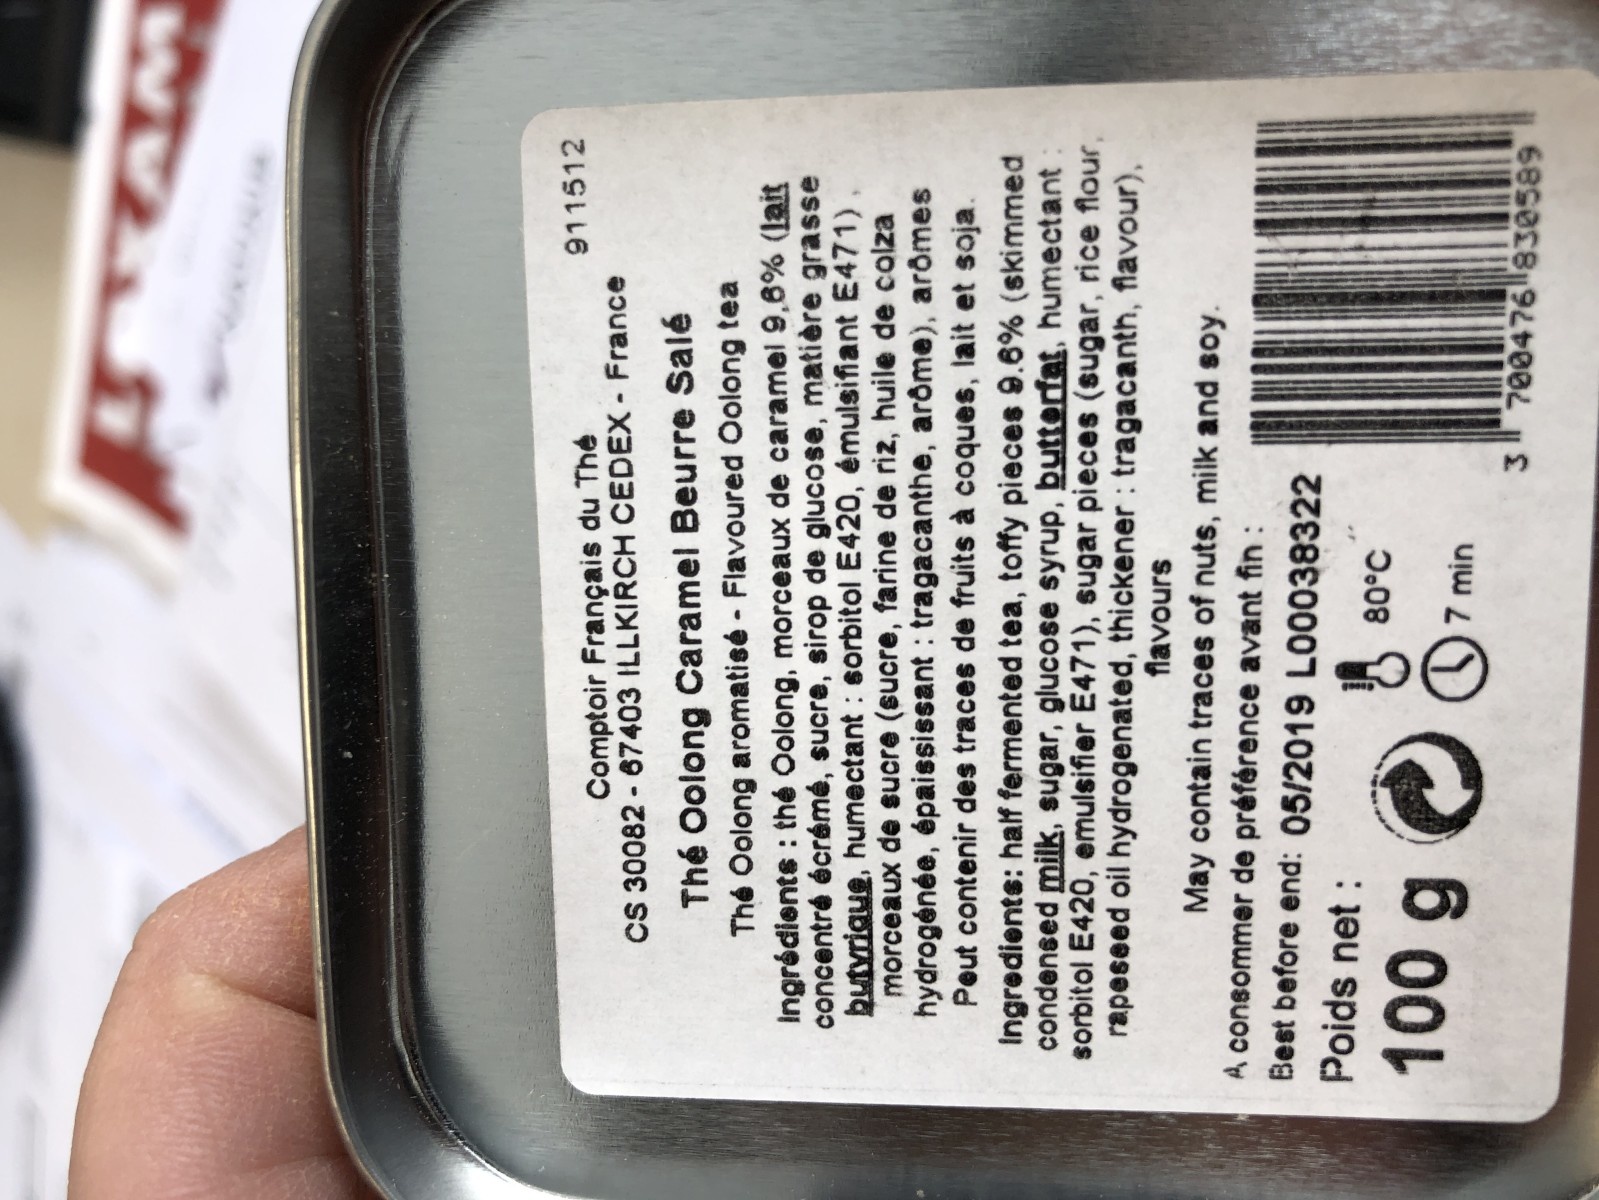 911512
Comptoir Français du Thé
CS 30082 - 67403 ILLKIRCH CEDEX - France
Thé Oolong Caramel Beurre Salé
Thé Oolong aromatisé - Flavoured Oolong tea
Ingrédients : thé Oolong, morceaux de caramel 9,6% (lait
concentré écrémé, sucre, sirop de glucose, matière grasse
butyrique, humectant : sorbitol E420, émulsifiant E471),
morceaux de sucre (sucre, farine de riz, huile de colza
hydrogénée, épaississant : tragacanthe, arôme), arômes
Peut contenir des traces de fruits à coques, lait et soja.
Ingredients: half fermented tea, toffy pieces 9.6% (skimmed
condensed milk, sugar, glucose syrup, butterfat, humectant :
sorbitol E420, emulsifier E471), sugar pieces (sugar, rice flour,
rapeseed oil hydrogenated, thickener : tragacanth, flavour),
flavours
May contain traces of nuts, milk and soy.
A consommer de préférence avant fin :
Best before end: 05/2019 L00038322
Poids net :
100 g
80°C
7 min
3 700476 830589